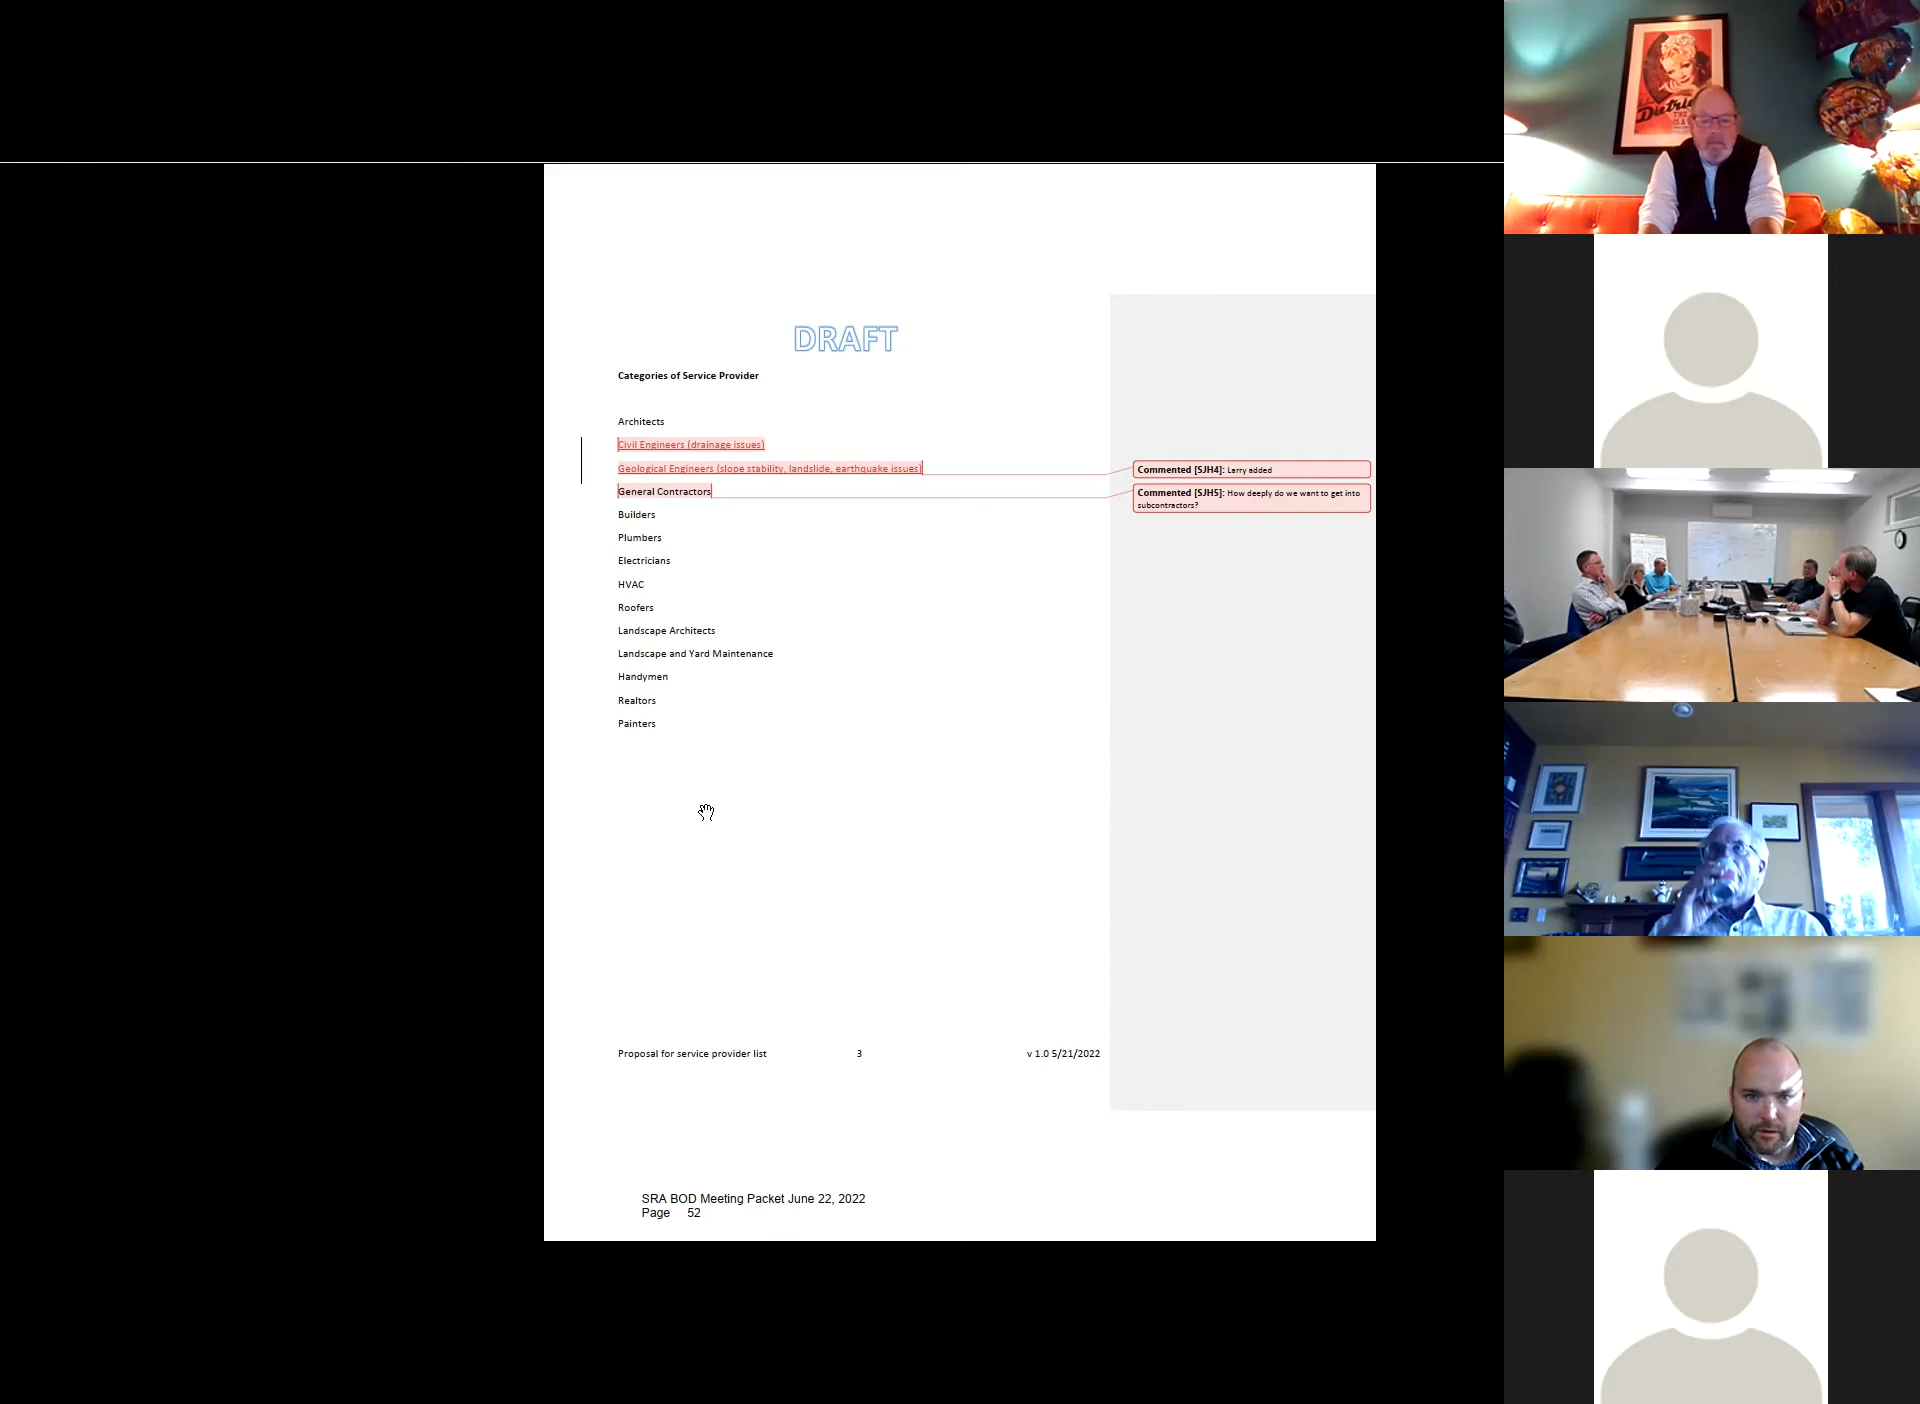 DRAFT
Categories of Service Provider
Architects
Civil Engineers (drainage issues)
Geological Engineers (slope stability, landslide, earthquake issues)
General Contractors
Builders
Plumbers
Electricians
HVAC
Roofers
Landscape Architects
Landscape and Yard Maintenance
Handymen
Realtors
Painters
Commented [SJH4]: Larry added
Commented [SJH5]: How deeply do we want to get into
subcontractors?
Proposal for service provider list 3 v 1.0 5/21/2022
SRA BOD Meeting Packet June 22, 2022
Page 52
Dietrich